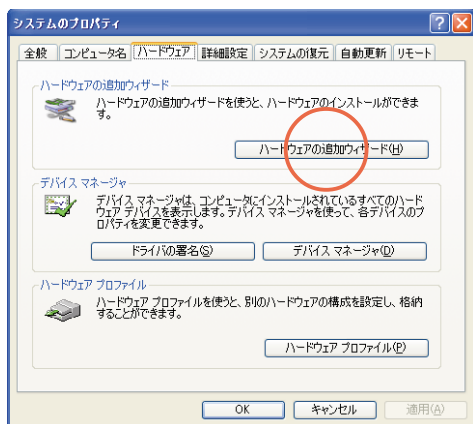 システムのプロパティ
全般 コンピュータ名 ハードウェア 詳細設定 システムの復元 自動更新 リモート
ハードウェアの追加ウィザード
ハードウェアの追加ウィザードを使うと、ハードウェアのインストールができま
す。
ハードウェアの追加ウィザード(H)
デバイス マネージャ
デバイス マネージャは、コンピュータにインストールされているすべてのハード
ウェア デバイスを表示します。デバイス マネージャを使って、各デバイスのプ
ロパティを変更できます。
ドライバの署名(S) デバイス マネージャ(D)
ハードウェア プロファイル
ハードウェア プロファイルを使うと、別のハードウェアの構成を設定し、格納
することができます。
ハードウェア プロファイル(P)
OK キャンセル 適用(A)